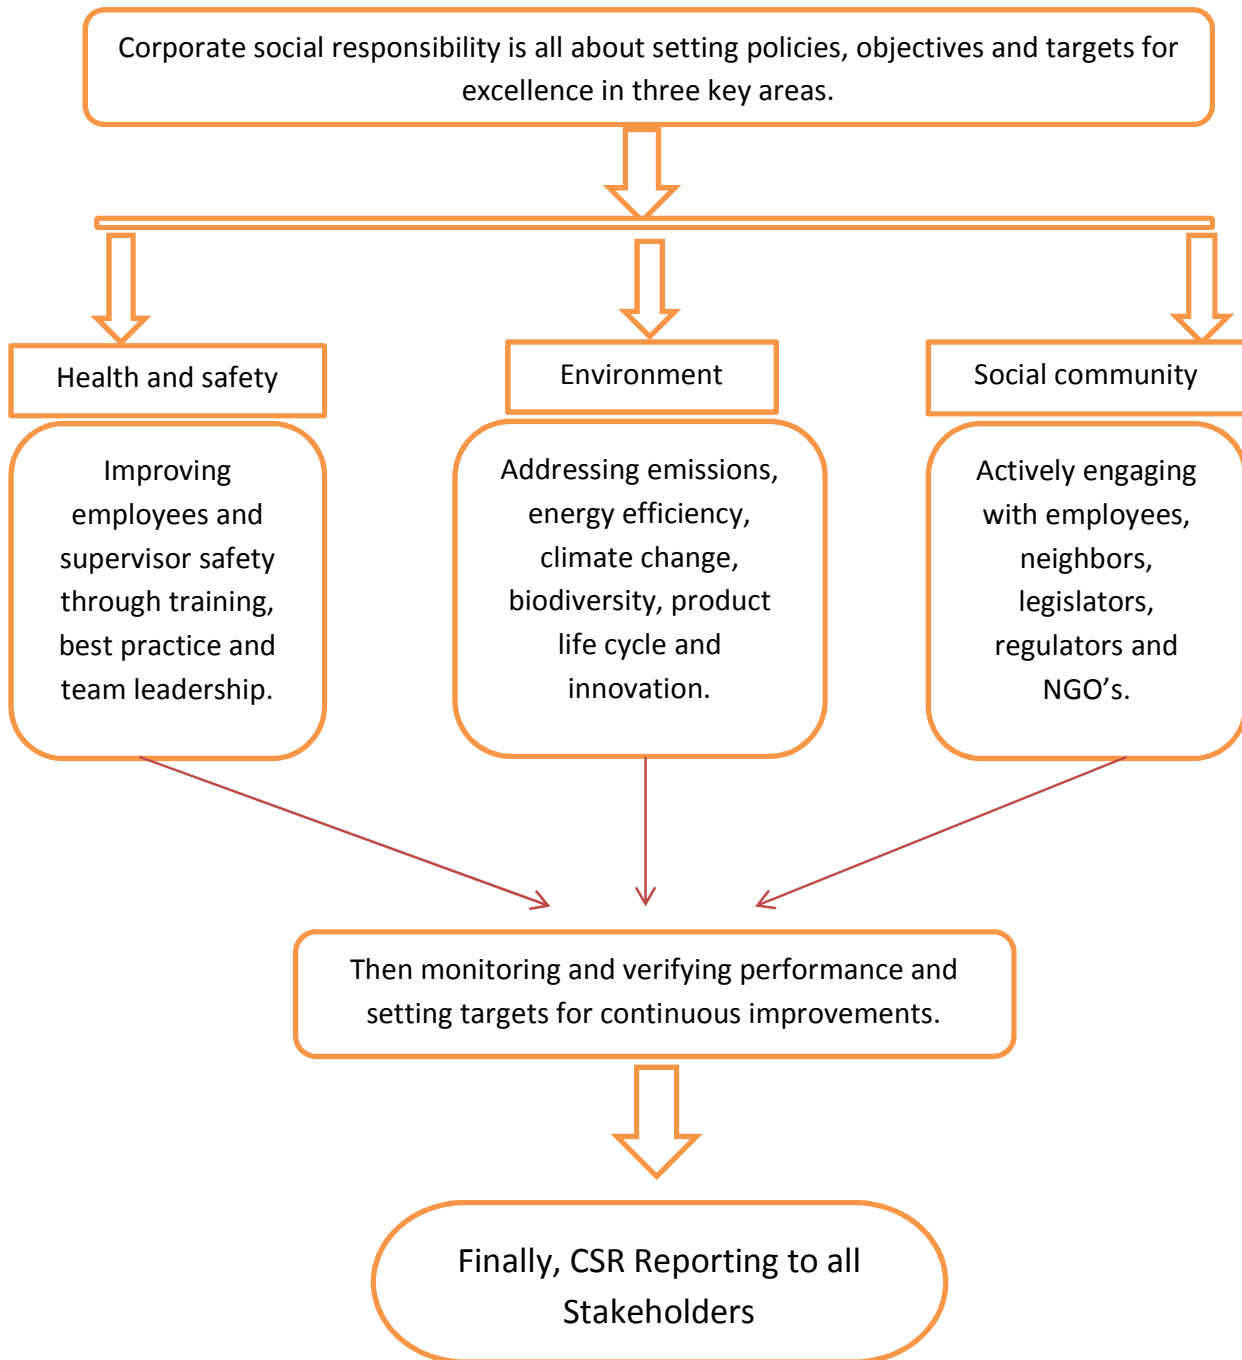 Corporate social responsibility is all about setting policies, objectives and targets for
excellence in three key areas.
Health and safety
Improving
employees and
supervisor safety
through training,
best practice and
team leadership.
Environment
Addressing emissions,
energy efficiency,
climate change,
biodiversity, product
life cycle and
innovation.
Social community
Actively engaging
with employees,
neighbors,
legislators,
regulators and
NGO’s.
Then monitoring and verifying performance and
setting targets for continuous improvements.
Finally, CSR Reporting to all
Stakeholders